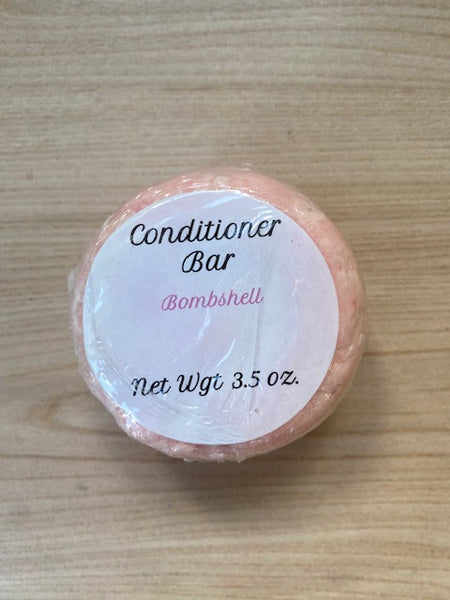 Conditioner
Bar
Bombshell
Net Wgt 3.5 oz.